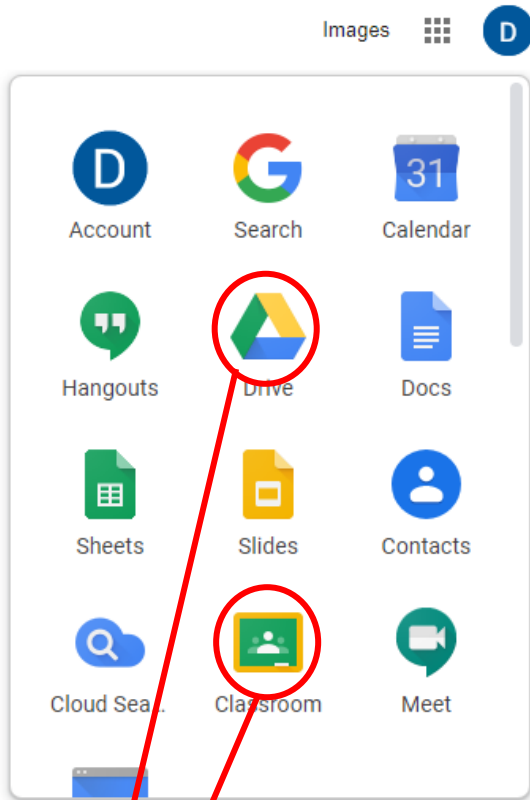 Images
D
D
31
Account Search Calendar
Hangouts Drive Docs
Sheets Slides Contacts
Cloud Sea... Classroom Meet